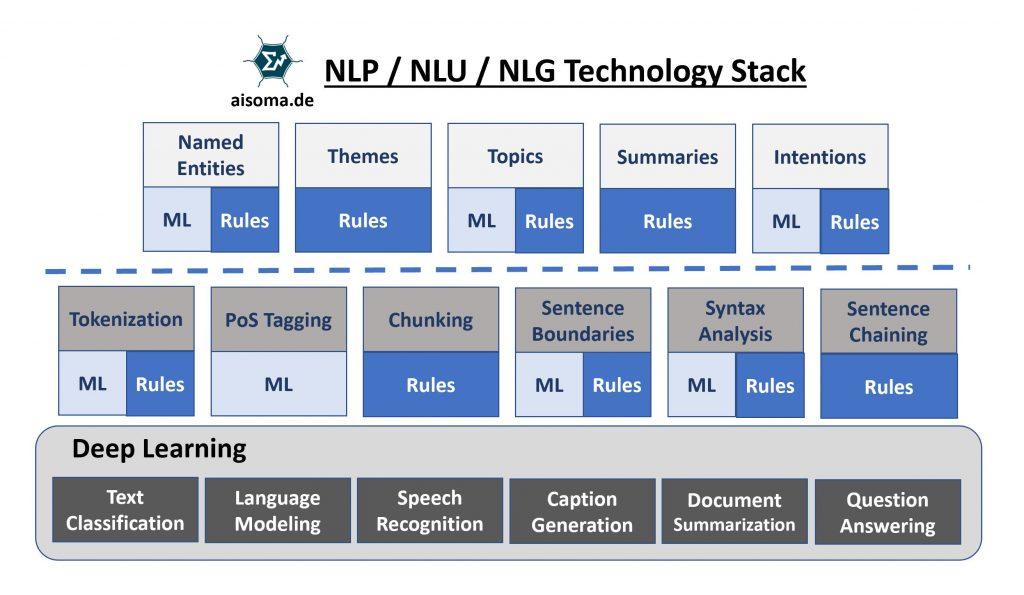 NLP / NLU / NLG Technology Stack
aisoma.de
Named
Entities
Themes
Topics
Summaries
Intentions
ML
Rules
Rules
ML
Rules
Rules
ML
Rules
Tokenization
PoS Tagging
Chunking
Sentence
Boundaries
Syntax
Analysis
Sentence
Chaining
ML
Rules
ML
Rules
ML
Rules
ML
Rules
Rules
Deep Learning
Text
Classification
Language
Modeling
Speech
Recognition
Caption
Generation
Document
Summarization
Question
Answering